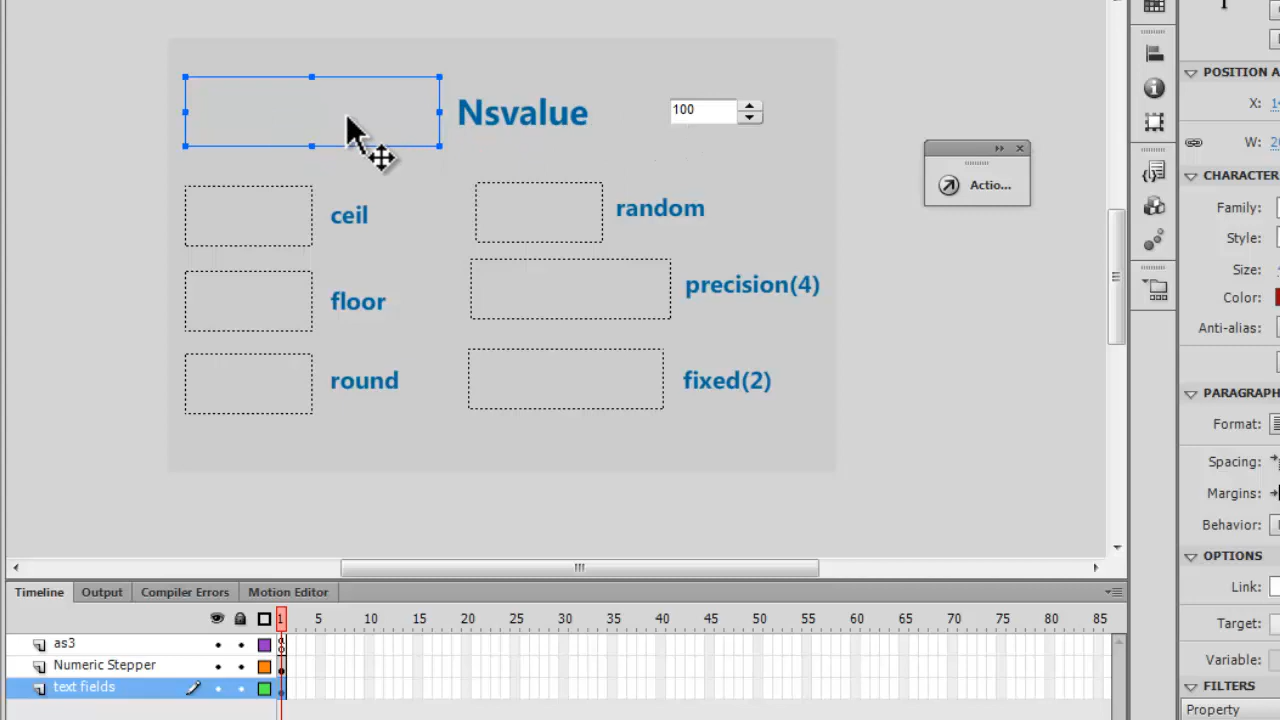 POSITION A
X:
W:
CHARACTER
Family:
Style:
Size:
Color:
Anti-alias:
PARAGRAPH
Format:
Spacing:
Margins:
Behavior:
OPTIONS
Link:
Target:
Variable:
FILTERS
Property
Nsvalue
100
Actio...
ceil
random
floor
precision(4)
round
fixed(2)
Timeline
Output
Compiler Errors
Motion Editor
1 5 10 15 20 25 30 35 40 45 50 55 60 65 70 75 80 85
as3
Numeric Stepper
text fields